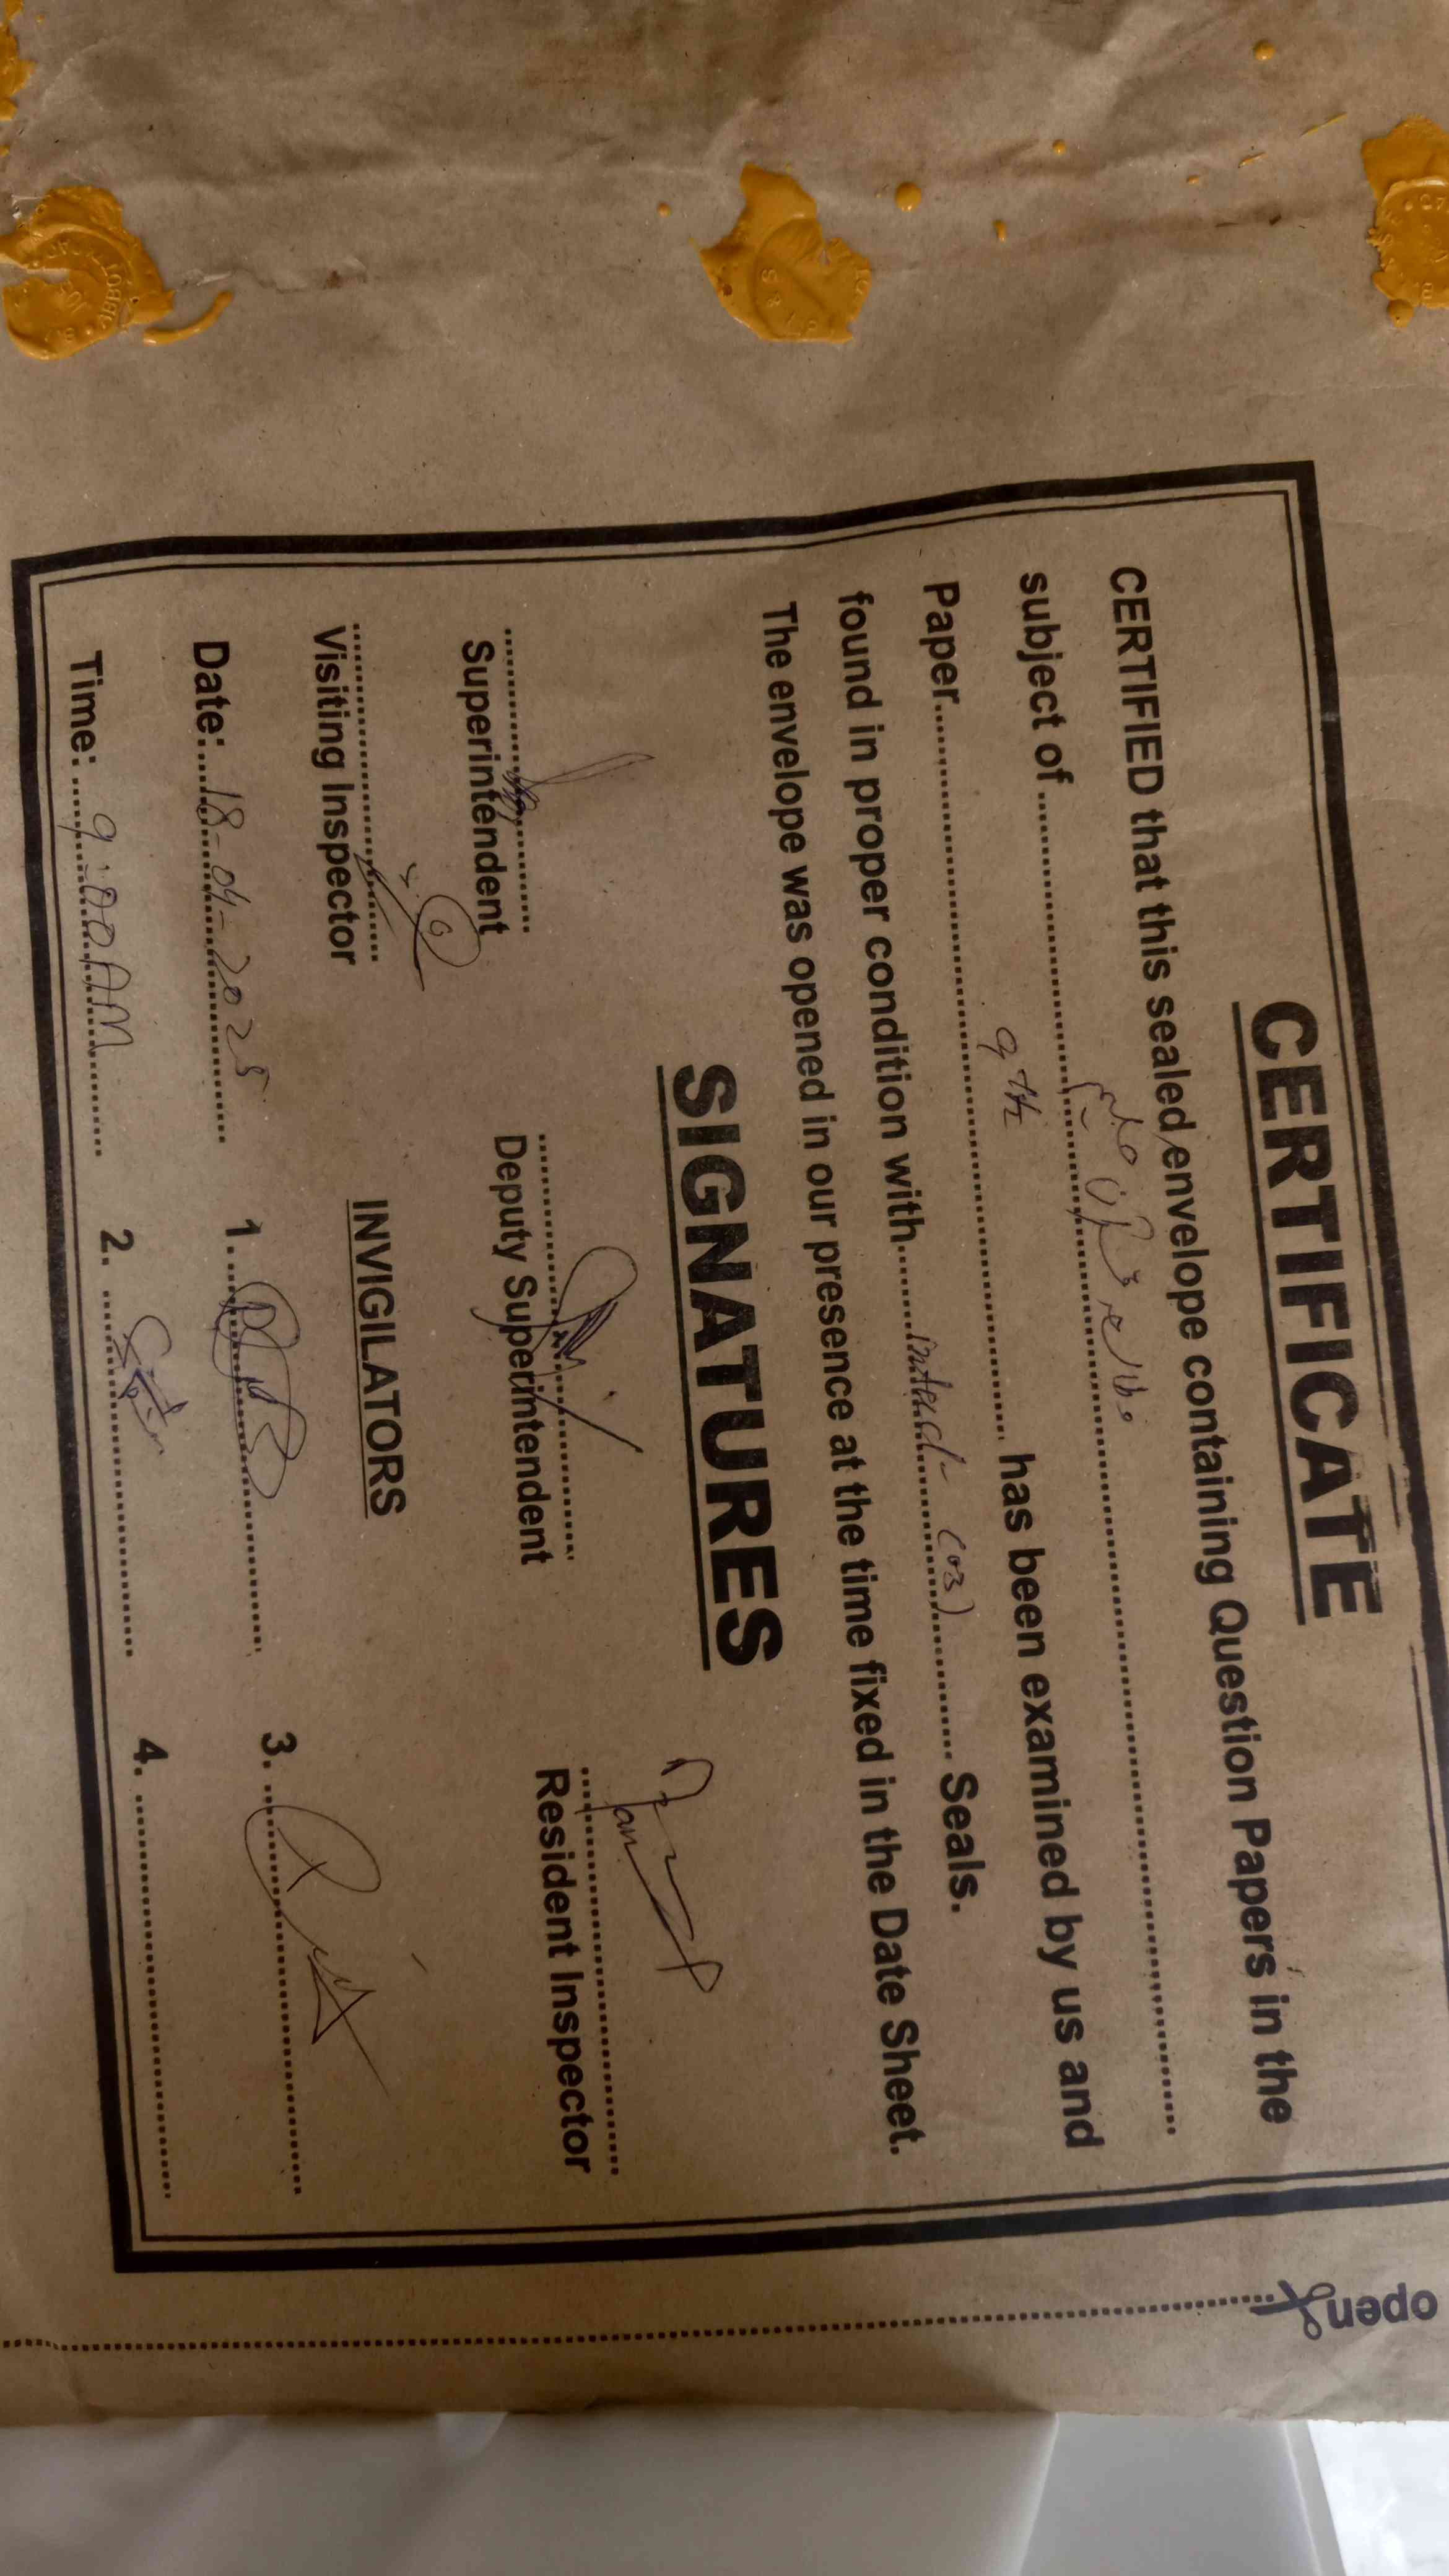 CERTIFICATE
CERTIFIED that this sealed envelope containing Question Papers in the
subject of
Paper 9th has been examined by us and
found in proper condition with intact (03) Seals.
The envelope was opened in our presence at the time fixed in the Date Sheet.
SIGNATURES
Superintendent Deputy Superintendent Resident Inspector
Visiting Inspector INVIGILATORS
Date: 18-04-2025 1. 3.
Time: 9:00 AM 2. 4.
open